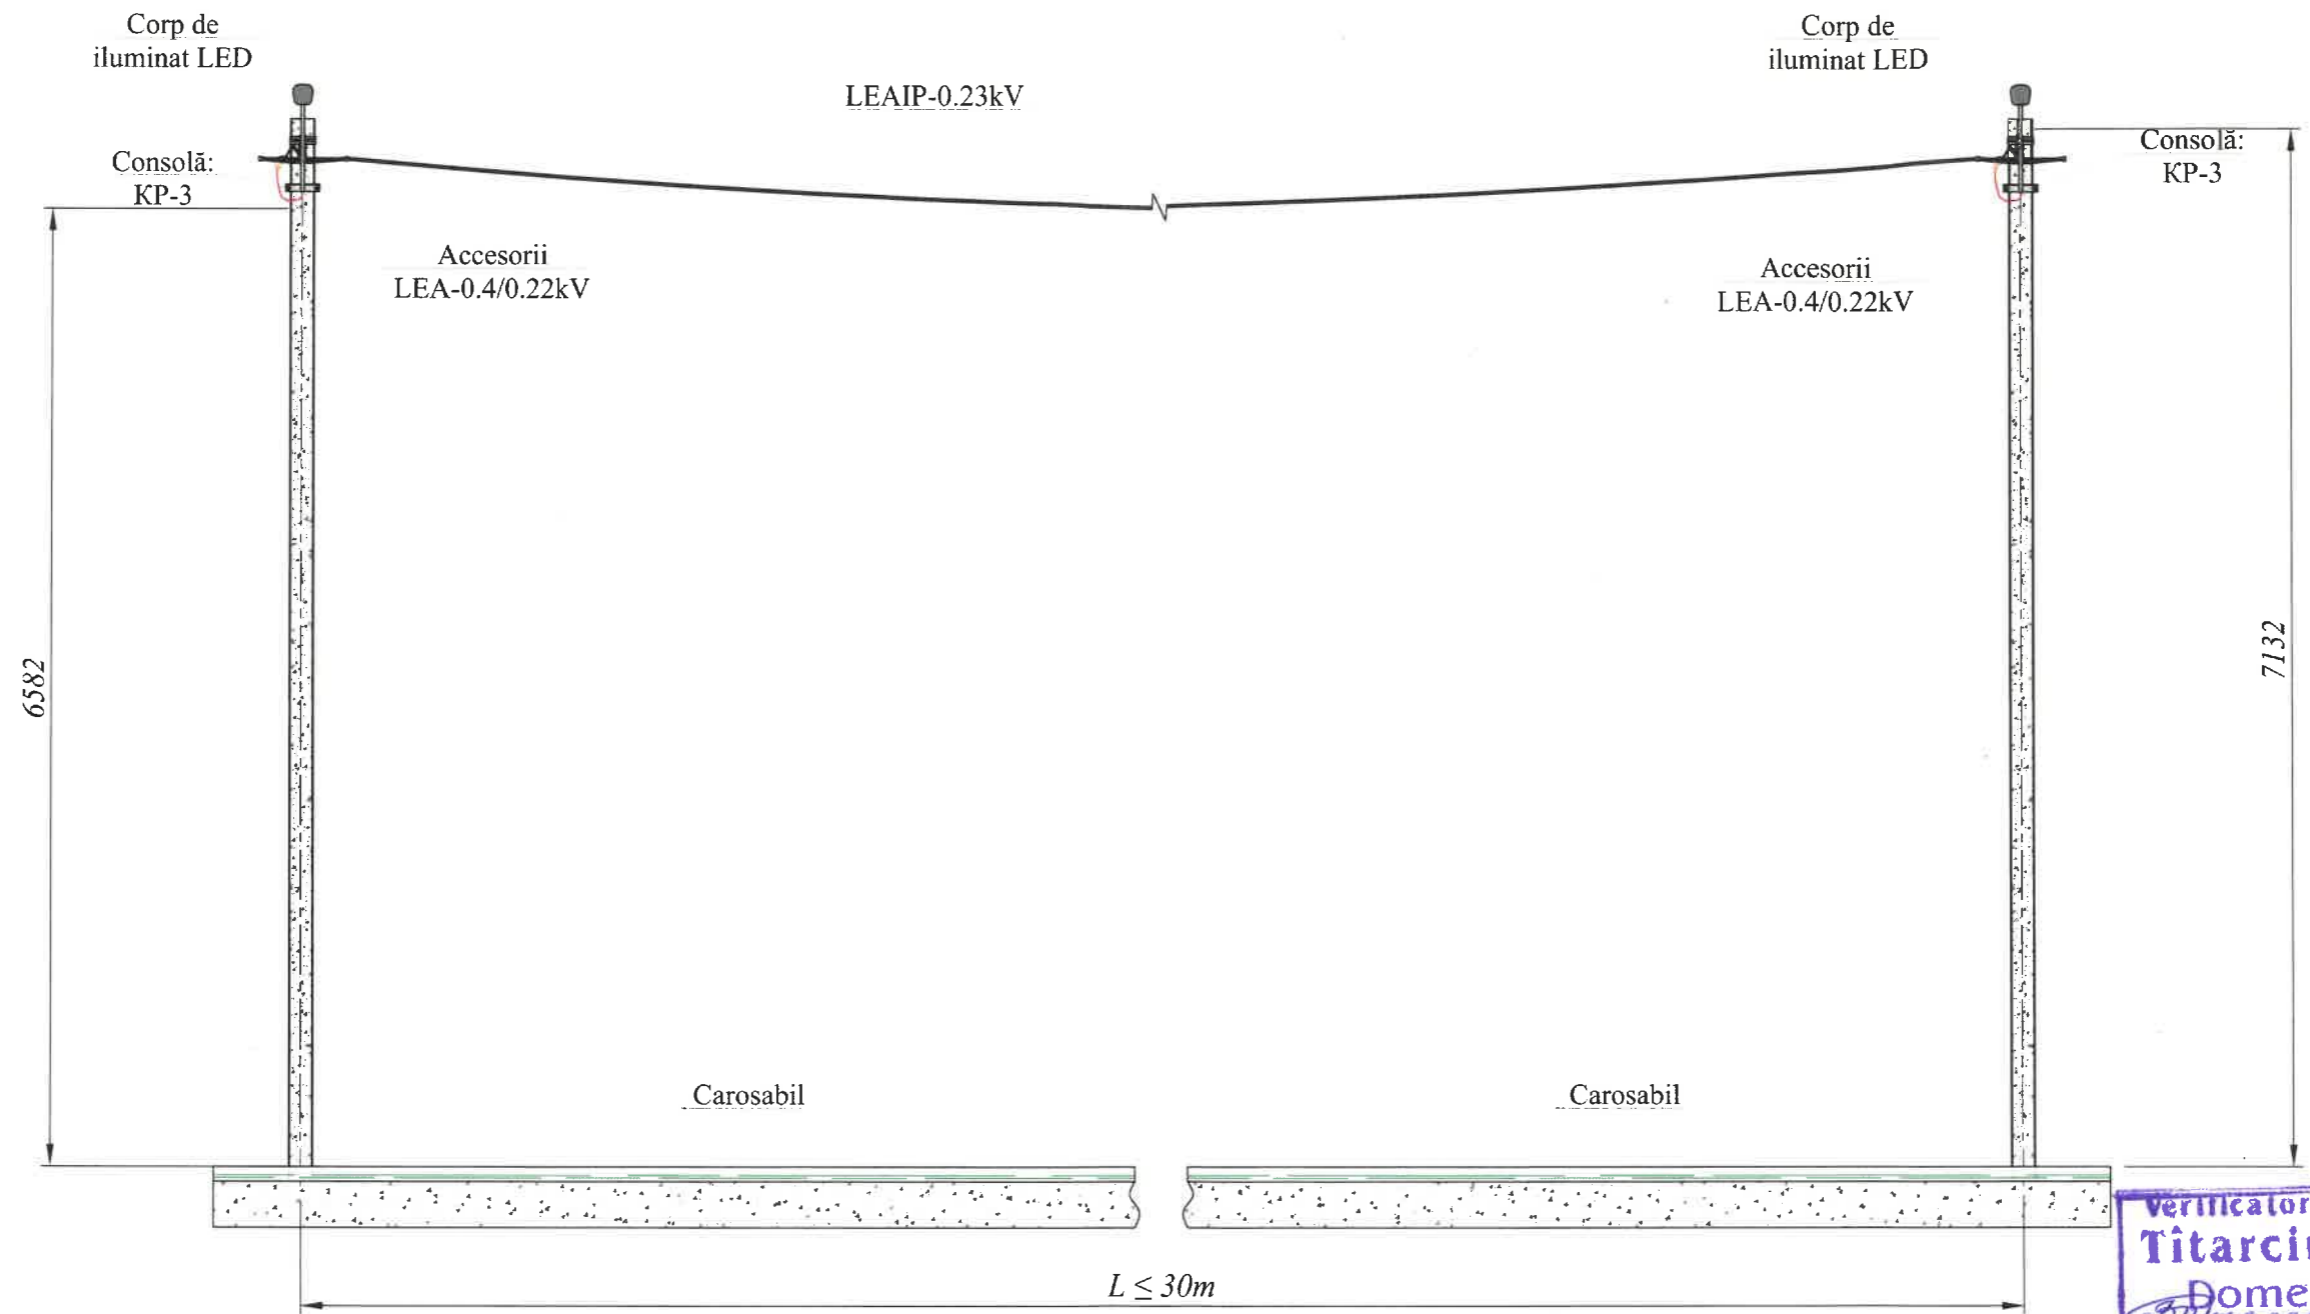 Corp de
iluminat LED
Corp de
iluminat LED
LEAIP-0.23kV
Consolă:
KP-3
Consolă:
KP-3
Accesorii
LEA-0.4/0.22kV
Accesorii
LEA-0.4/0.22kV
6582
7132
Carosabil
Carosabil
L ≤ 30m
Verificator